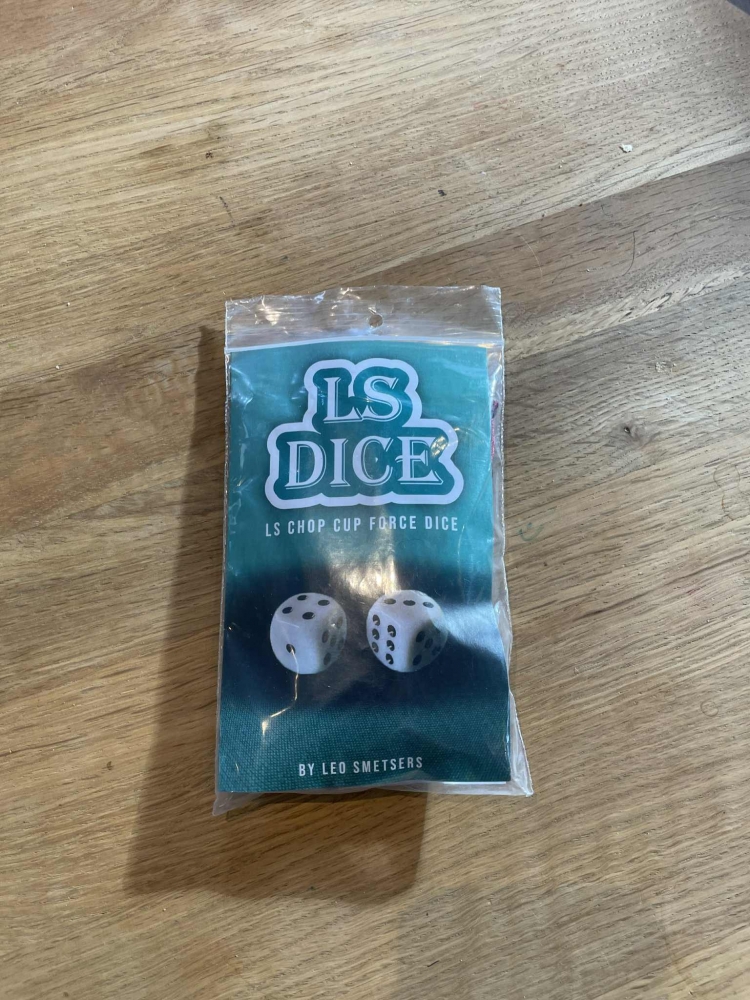 LS
DICE
LS CHOP CUP FORCE DICE
BY LEO SMETSERS